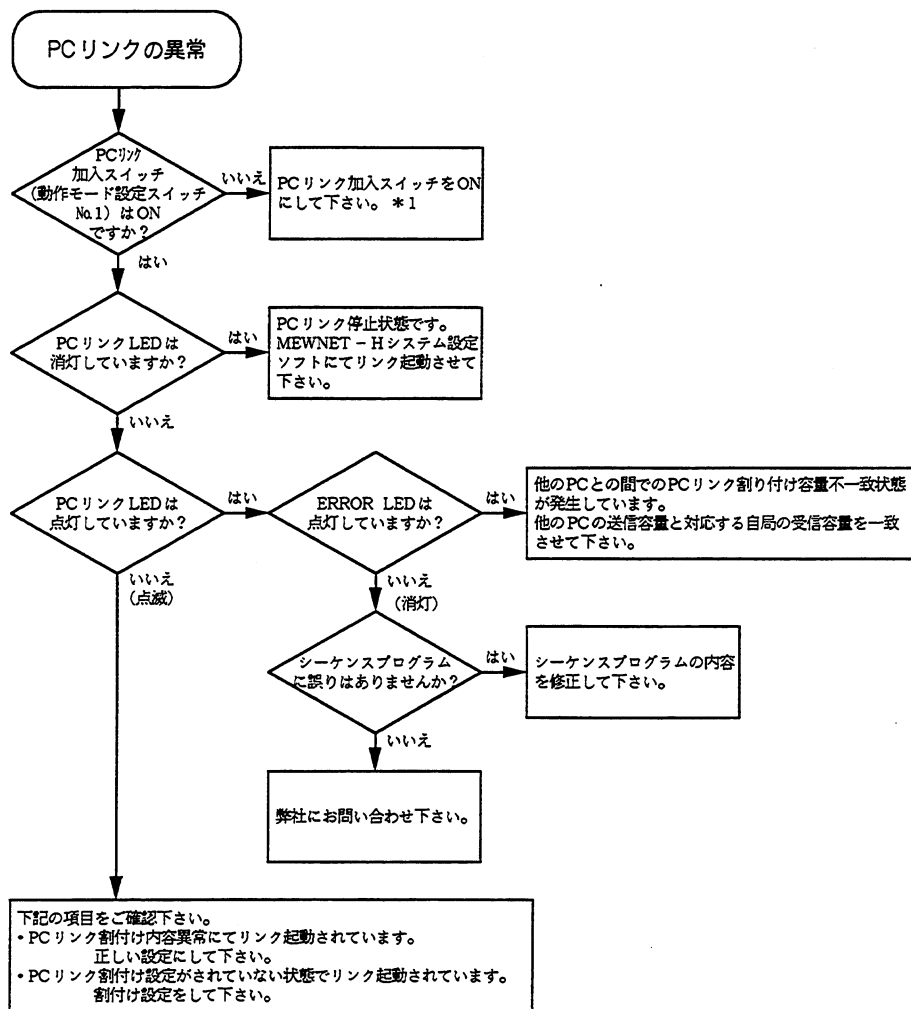 PCリンクの異常
PCリンク
加入スイッチ
(動作モード設定スイッチ
No.1)はON
ですか?
いいえ
PCリンク加入スイッチをON
にして下さい。 *1
はい
PCリンクLEDは
消灯していますか?
はい
PCリンク停止状態です。
MEWNET-Hシステム設定
ソフトにてリンク起動させて
下さい。
いいえ
PCリンクLEDは
点灯していますか?
はい
ERROR LEDは
点灯していますか?
はい
他のPCとの間でのPCリンク割り付け容量不一致状態
が発生しています。
他のPCの送信容量と対応する自局の受信容量を一致
させて下さい。
いいえ
(点滅)
いいえ
(消灯)
シーケンスプログラム
に誤りはありませんか?
はい
シーケンスプログラムの内容
を修正して下さい。
いいえ
弊社にお問い合わせ下さい。
下記の項目をご確認下さい。
・PCリンク割付け内容異常にてリンク起動されています。
正しい設定にして下さい。
・PCリンク割付け設定がされていない状態でリンク起動されています。
割付け設定をして下さい。